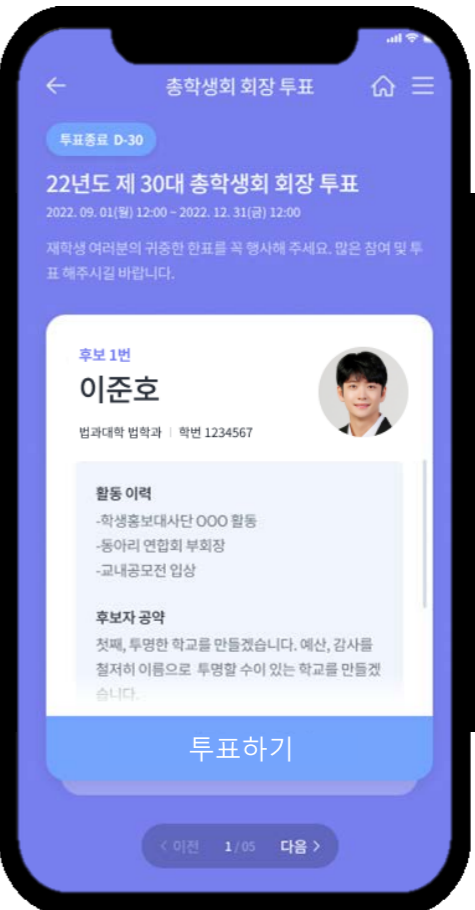 총학생회 회장 투표
투표종료 D-30
22년도 제 30대 총학생회 회장 투표
2022. 09. 01(월) 12:00 ~ 2022. 12. 31(금) 12:00
재학생 여러분의 귀중한 한표를 꼭 행사해 주세요. 많은 참여 및 투
표 해주시길 바랍니다.
후보 1번
이준호
법과대학 법학과 | 학번 1234567
활동 이력
-학생홍보대사단 OOO 활동
-동아리 연합회 부회장
-교내공모전 입상
후보자 공약
첫째, 투명한 학교를 만들겠습니다. 예산, 감사를
철저히 이름으로 투명할 수이 있는 학교를 만들겠
습니다.
투표하기
< 이전 1 / 05 다음 >